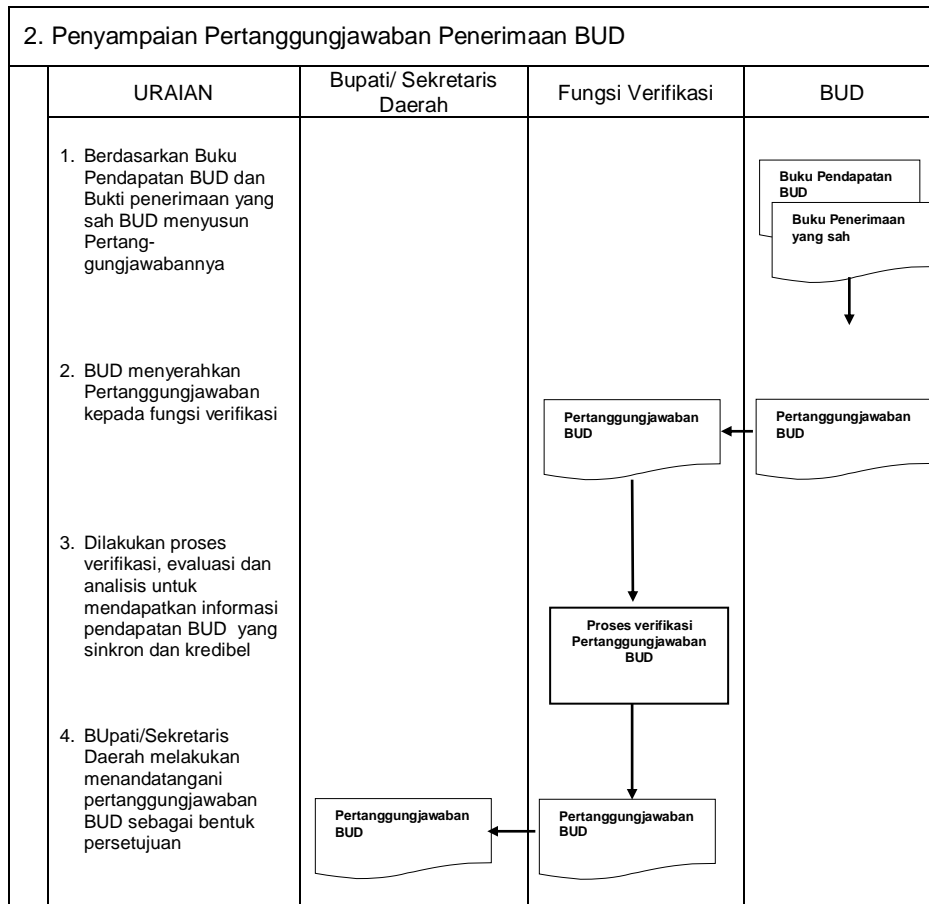 2. Penyampaian Pertanggungjawaban Penerimaan BUD
URAIAN
Bupati/ Sekretaris
Daerah
Fungsi Verifikasi
BUD
1. Berdasarkan Buku
Pendapatan BUD dan
Bukti penerimaan yang
sah BUD menyusun
Pertang-
gungjawabannya
Buku Pendapatan
BUD
Buku Penerimaan
yang sah
2. BUD menyerahkan
Pertanggungjawaban
kepada fungsi verifikasi
Pertanggungjawaban
BUD
Pertanggungjawaban
BUD
3. Dilakukan proses
verifikasi, evaluasi dan
analisis untuk
mendapatkan informasi
pendapatan BUD yang
sinkron dan kredibel
Proses verifikasi
Pertanggungjawaban
BUD
4. BUpati/Sekretaris
Daerah melakukan
menandatangani
pertanggungjawaban
BUD sebagai bentuk
persetujuan
Pertanggungjawaban
BUD
Pertanggungjawaban
BUD